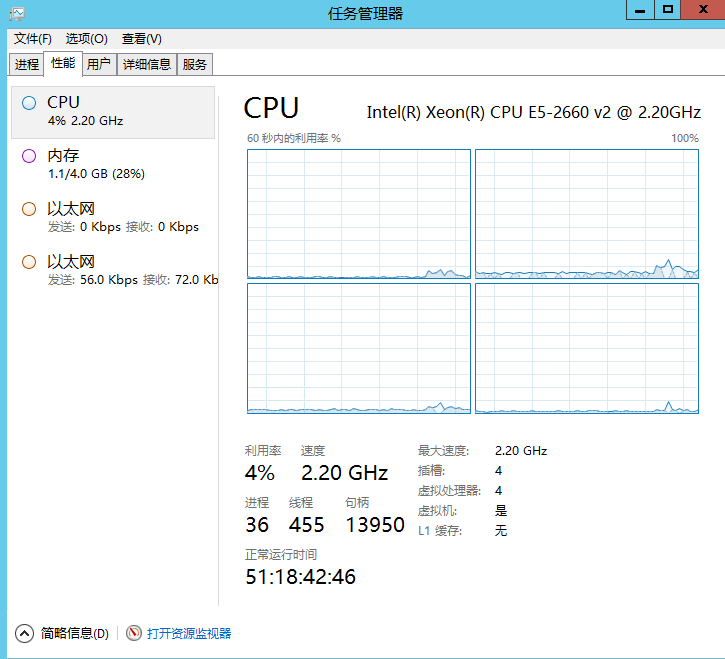 任务管理器
文件(F) 选项(O) 查看(V)
进程 性能 用户 详细信息 服务
CPU
4% 2.20 GHz
内存
1.1/4.0 GB (28%)
以太网
发送: 0 Kbps 接收: 0 Kbps
以太网
发送: 56.0 Kbps 接收: 72.0 Kb
CPU Intel(R) Xeon(R) CPU E5-2660 v2 @ 2.20GHz
60 秒内的利用率 % 100%
利用率 速度
4% 2.20 GHz
进程 线程 句柄
36 455 13950
正常运行时间
51:18:42:46
最大速度: 2.20 GHz
插槽: 4
虚拟处理器: 4
虚拟机: 是
L1 缓存: 无
简略信息(D) 打开资源监视器